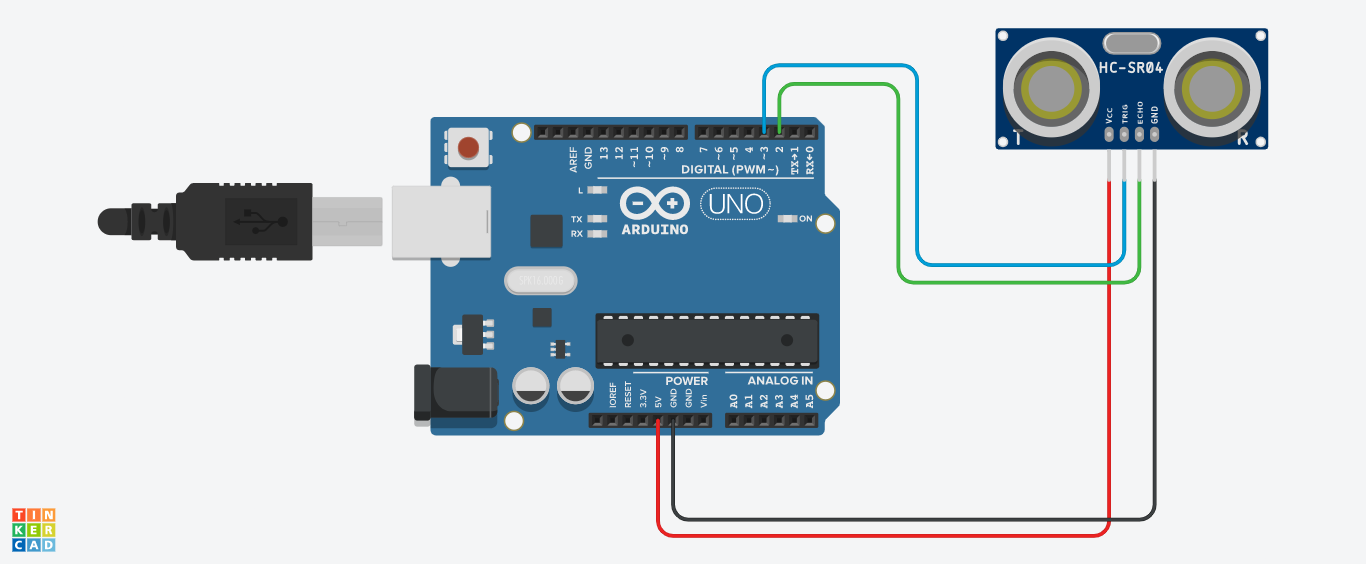 HC-SR04
VCC
TRIG
ECHO
GND
T
R
AREF
GND
13
12
~11
~10
~9
8
7
~6
~5
4
~3
2
TX→1
RX←0
DIGITAL (PWM~)
L
TX
RX
ARDUINO
UNO
ON
POWER
ANALOG IN
IOREF
RESET
3.3V
5V
GND
GND
Vin
A0
A1
A2
A3
A4
A5
TIN
KER
CAD